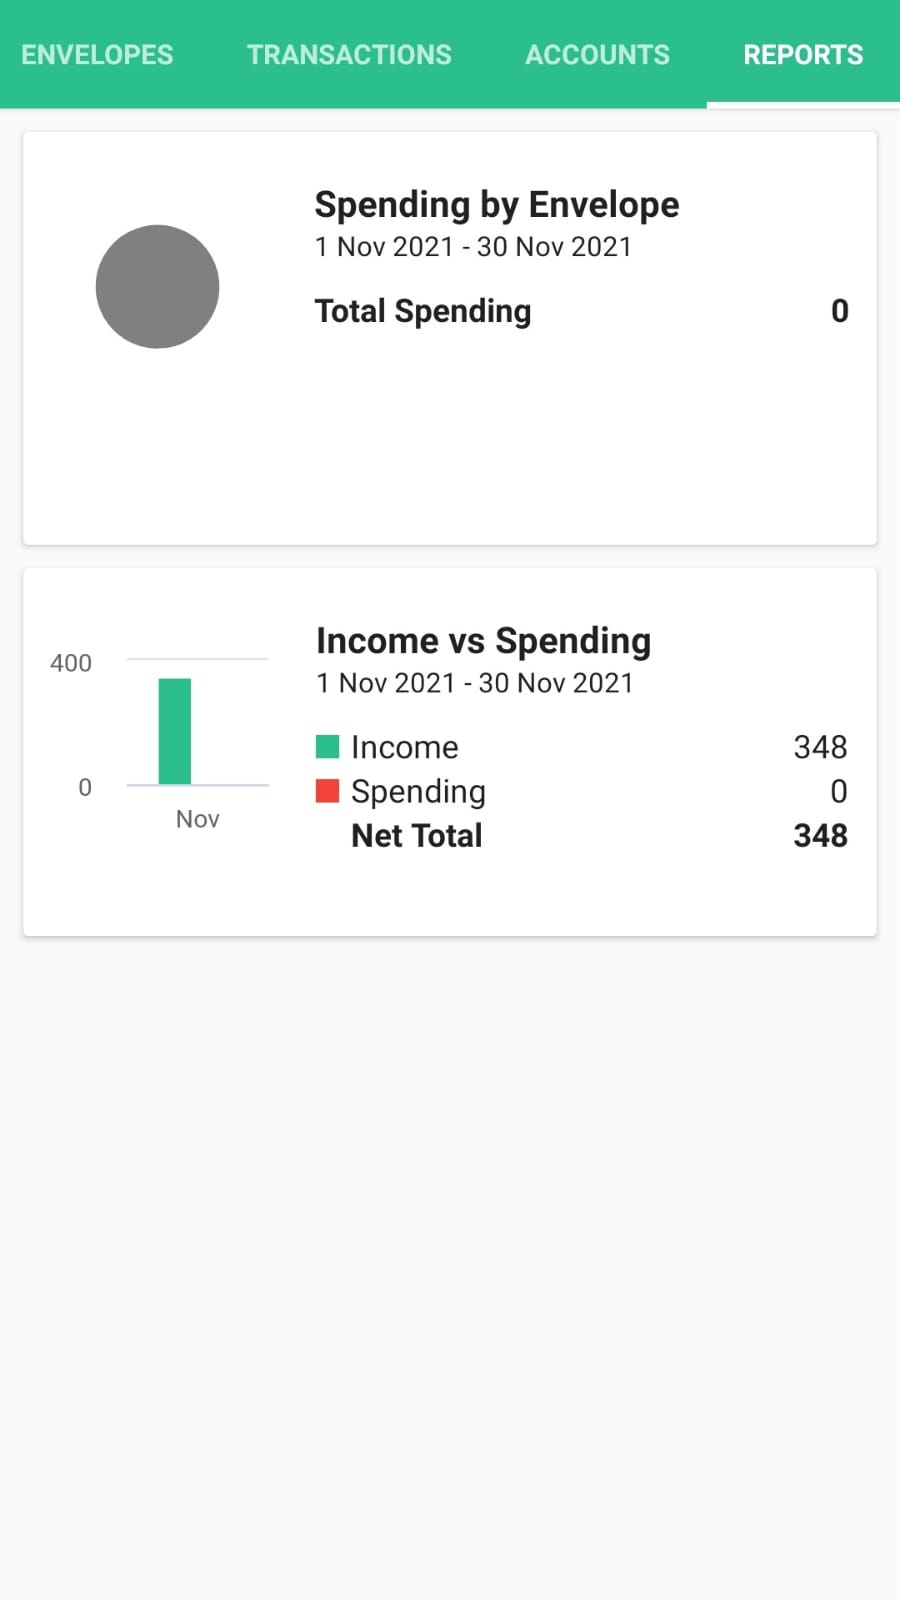 ENVELOPES TRANSACTIONS ACCOUNTS REPORTS
Spending by Envelope
1 Nov 2021 - 30 Nov 2021
Total Spending 0
Income vs Spending
1 Nov 2021 - 30 Nov 2021
400
0
Nov
Income 348
Spending 0
Net Total 348